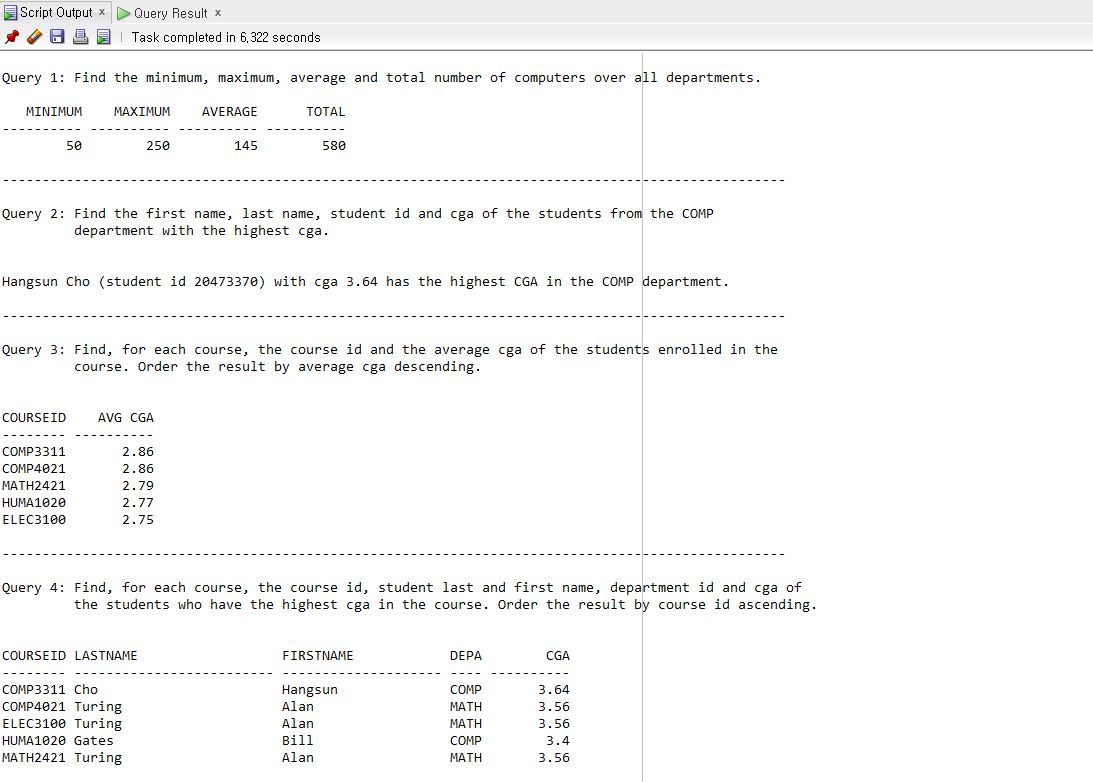 Script Output x Query Result x
Task completed in 6,322 seconds
Query 1: Find the minimum, maximum, average and total number of computers over all departments.
MINIMUM MAXIMUM AVERAGE TOTAL
---------- ---------- ---------- ----------
50 250 145 580
--------------------------------------------------------------------------------------------------
Query 2: Find the first name, last name, student id and cga of the students from the COMP
department with the highest cga.
Hangsun Cho (student id 20473370) with cga 3.64 has the highest CGA in the COMP department.
--------------------------------------------------------------------------------------------------
Query 3: Find, for each course, the course id and the average cga of the students enrolled in the
course. Order the result by average cga descending.
COURSEID AVG CGA
-------- ----------
COMP3311 2.86
COMP4021 2.86
MATH2421 2.79
HUMA1020 2.77
ELEC3100 2.75
--------------------------------------------------------------------------------------------------
Query 4: Find, for each course, the course id, student last and first name, department id and cga of
the students who have the highest cga in the course. Order the result by course id ascending.
COURSEID LASTNAME FIRSTNAME DEPA CGA
-------- ------------------------- -------------------- ---- ----------
COMP3311 Cho Hangsun COMP 3.64
COMP4021 Turing Alan MATH 3.56
ELEC3100 Turing Alan MATH 3.56
HUMA1020 Gates Bill COMP 3.4
MATH2421 Turing Alan MATH 3.56